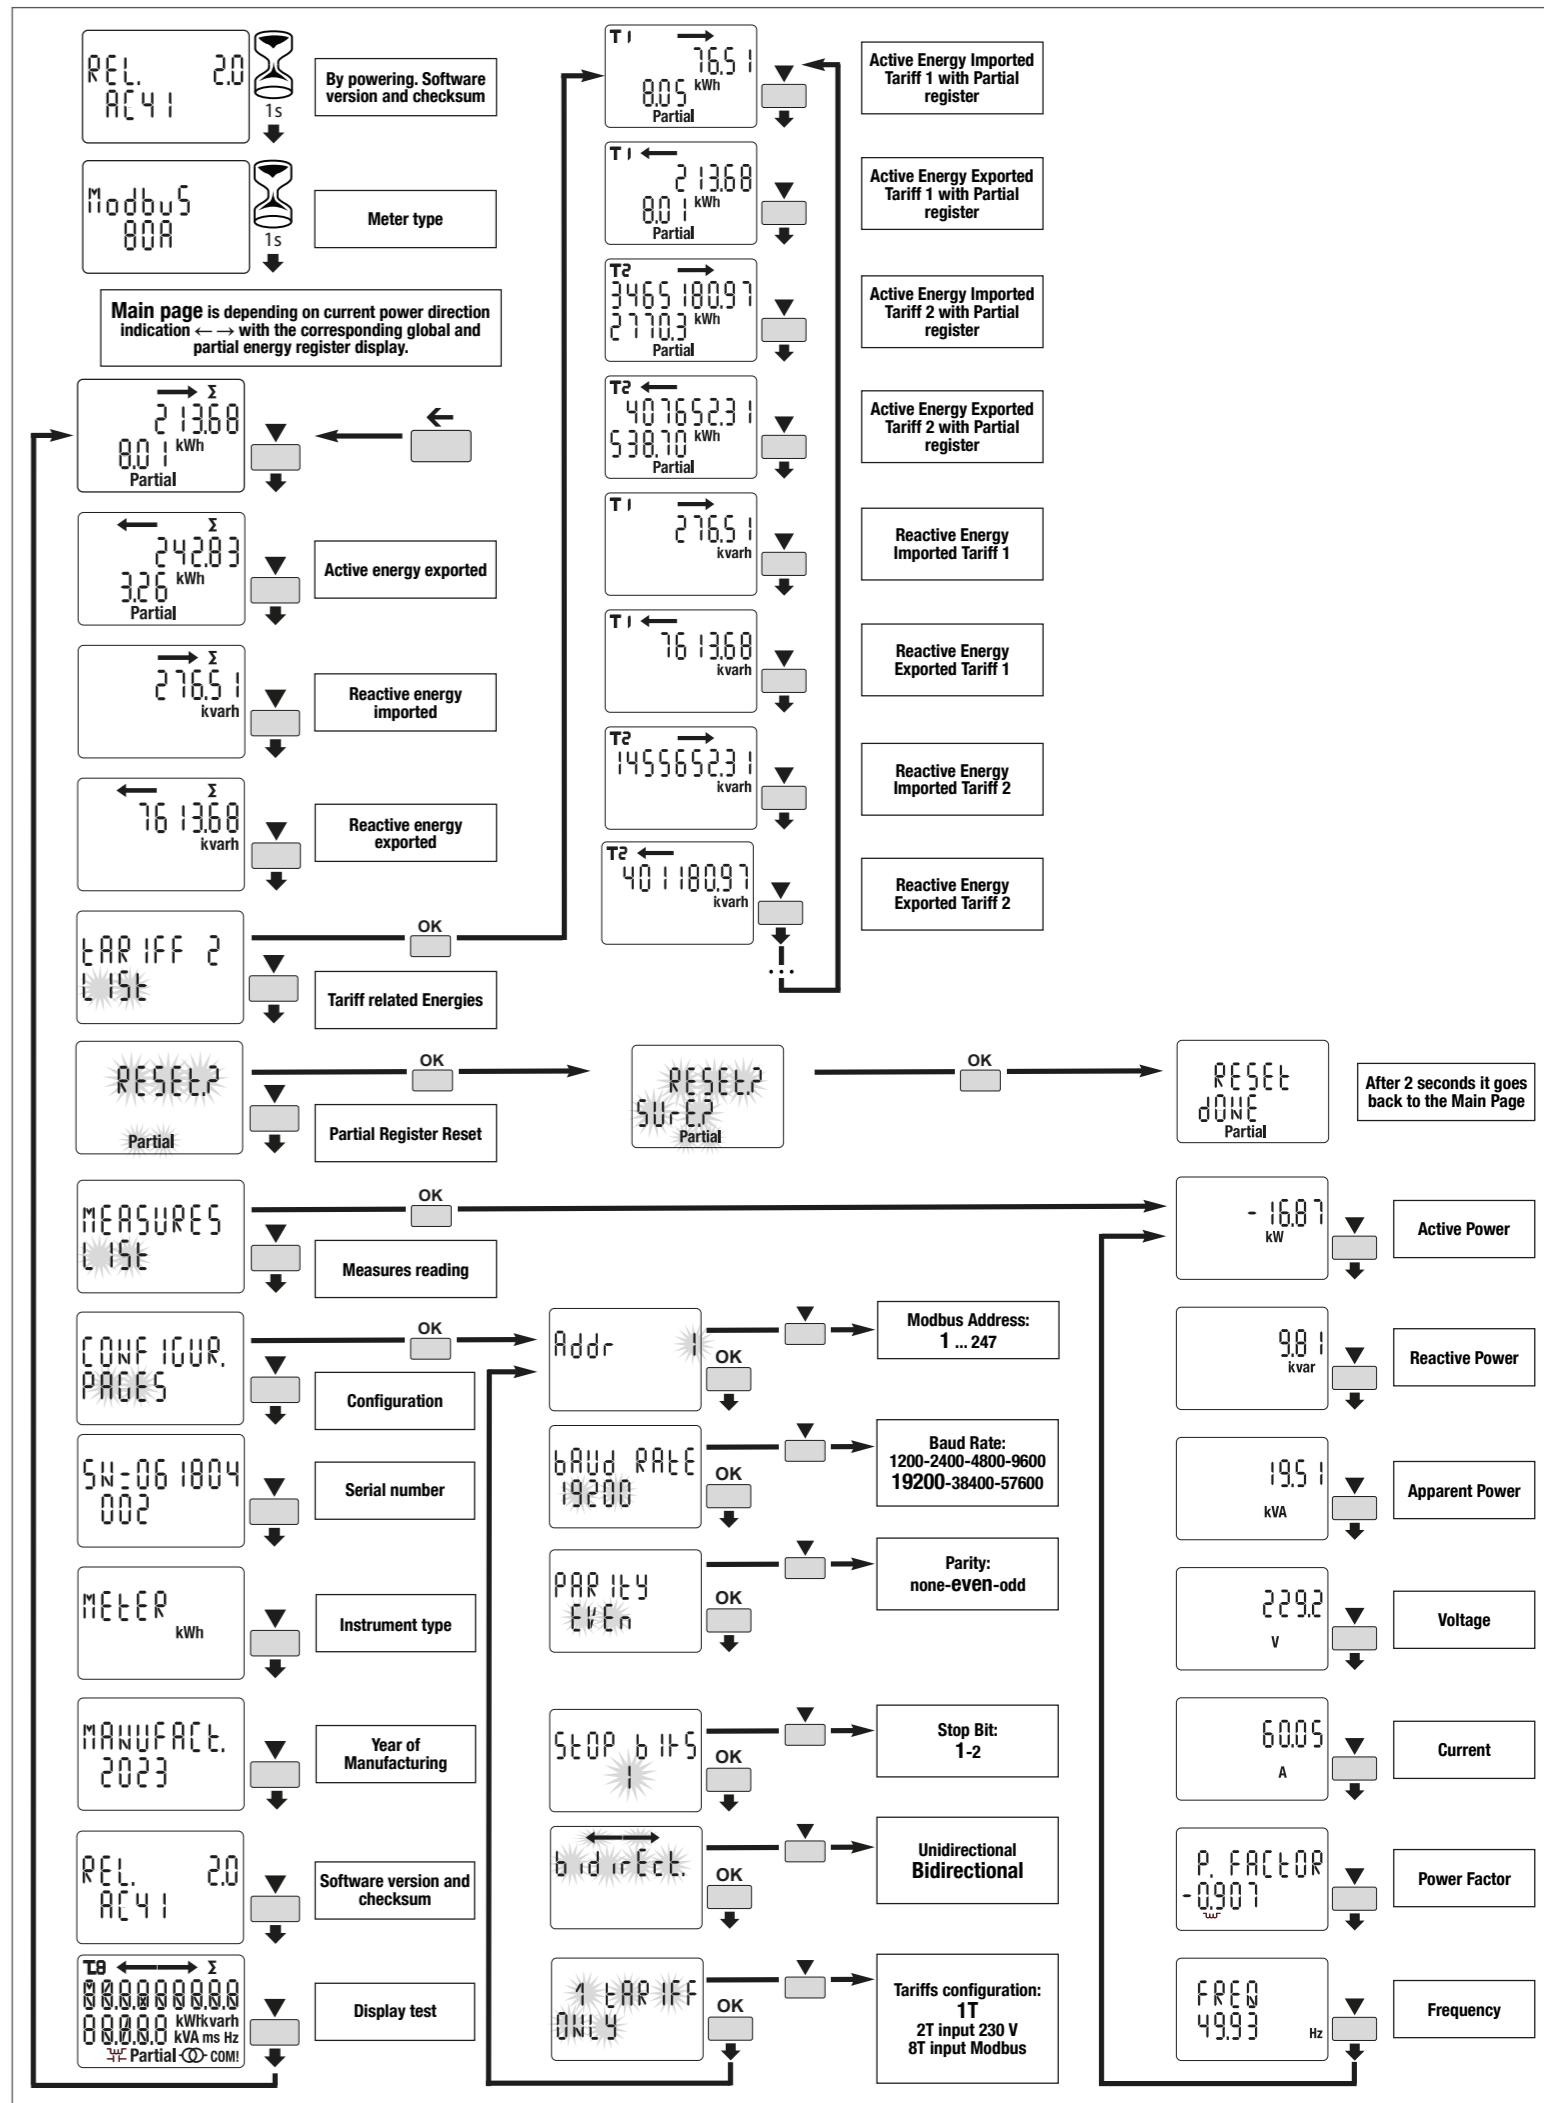 REL. 2.0
AC41
1s
By powering. Software
version and checksum
Modbus
80A
1s
Meter type
Main page is depending on current power direction
indication ← → with the corresponding global and
partial energy register display.
→ Σ
213.68
8.01 kWh
Partial
←
← Σ
242.83
3.26 kWh
Partial
Active energy exported
→ Σ
276.51
kvarh
Reactive energy
imported
← Σ
7613.68
kvarh
Reactive energy
exported
tARIFF 2
LISt
OK
Tariff related Energies
T1 →
76.51
8.05 kWh
Partial
Active Energy Imported
Tariff 1 with Partial
register
T1 ←
213.68
8.01 kWh
Partial
Active Energy Exported
Tariff 1 with Partial
register
T2 →
3465180.97
2770.3 kWh
Partial
Active Energy Imported
Tariff 2 with Partial
register
T2 ←
407652.31
538.70 kWh
Partial
Active Energy Exported
Tariff 2 with Partial
register
T1 →
276.51
kvarh
Reactive Energy
Imported Tariff 1
T1 ←
7613.68
kvarh
Reactive Energy
Exported Tariff 1
T2 →
1455652.31
kvarh
Reactive Energy
Imported Tariff 2
T2 ←
401180.97
kvarh
Reactive Energy
Exported Tariff 2
...
RESEt.?
Partial
OK
Partial Register Reset
RESEt.?
SUrE.?
Partial
OK
RESEt
dONE
Partial
After 2 seconds it goes
back to the Main Page
MEASURES
LISt
OK
Measures reading
CONFIGUR.
PAGES
OK
Configuration
SN-061804
002
Serial number
MEtER
kWh
Instrument type
MANUFACt.
2023
Year of
Manufacturing
REL. 2.0
AC41
Software version and
checksum
T.8 ← → Σ
kWh kvarh
kVA ms Hz
Partial COM!
Display test
Addr 1
OK
Modbus Address:
1 ... 247
bAUd RAtE
19200
OK
Baud Rate:
1200-2400-4800-9600
19200-38400-57600
PARIty
EVEn
OK
Parity:
none-even-odd
StOP bItS
1
OK
Stop Bit:
1-2
← →
bidirEct.
OK
Unidirectional
Bidirectional
1 tARIFF
ONLY
OK
Tariffs configuration:
1T
2T input 230 V
8T input Modbus
-16.87
kW
Active Power
9.81
kvar
Reactive Power
19.51
kVA
Apparent Power
229.2
V
Voltage
60.05
A
Current
P. FACtOR
-0.907
Power Factor
FREQ
49.93 Hz
Frequency